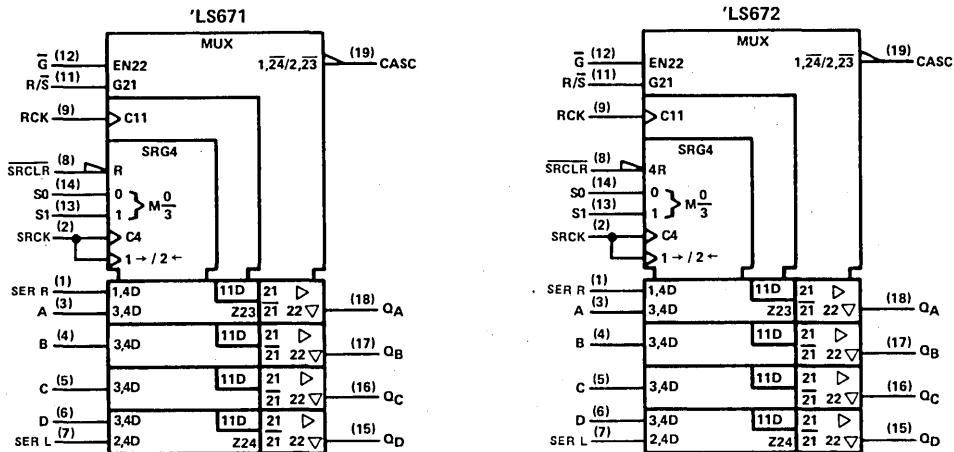 'LS671
MUX
G̅ (12) EN22
1,2̅4̅/2,2̅3̅ (19) CASC
R/S̅ (11) G21
RCK (9) C11
SRG4
S̅R̅C̅L̅R̅ (8) R
S0 (14) 0
S1 (13) 1
} M 0/3
SRCK (2) C4
1 → / 2 ←
SER R (1) 1,4D 11D 21 ▷
A (3) 3,4D Z23 2̅1̅ 22 ▽ (18) QA
B (4) 3,4D 11D 21 ▷
2̅1̅ 22 ▽ (17) QB
C (5) 3,4D 11D 21 ▷
2̅1̅ 22 ▽ (16) QC
D (6) 3,4D 11D 21 ▷
SER L (7) 2,4D Z24 2̅1̅ 22 ▽ (15) QD
'LS672
MUX
G̅ (12) EN22
1,2̅4̅/2,2̅3̅ (19) CASC
R/S̅ (11) G21
RCK (9) C11
SRG4
S̅R̅C̅L̅R̅ (8) 4R
S0 (14) 0
S1 (13) 1
} M 0/3
SRCK (2) C4
1 → / 2 ←
SER R (1) 1,4D 11D 21 ▷
A (3) 3,4D Z23 2̅1̅ 22 ▽ (18) QA
B (4) 3,4D 11D 21 ▷
2̅1̅ 22 ▽ (17) QB
C (5) 3,4D 11D 21 ▷
2̅1̅ 22 ▽ (16) QC
D (6) 3,4D 11D 21 ▷
SER L (7) 2,4D Z24 2̅1̅ 22 ▽ (15) QD